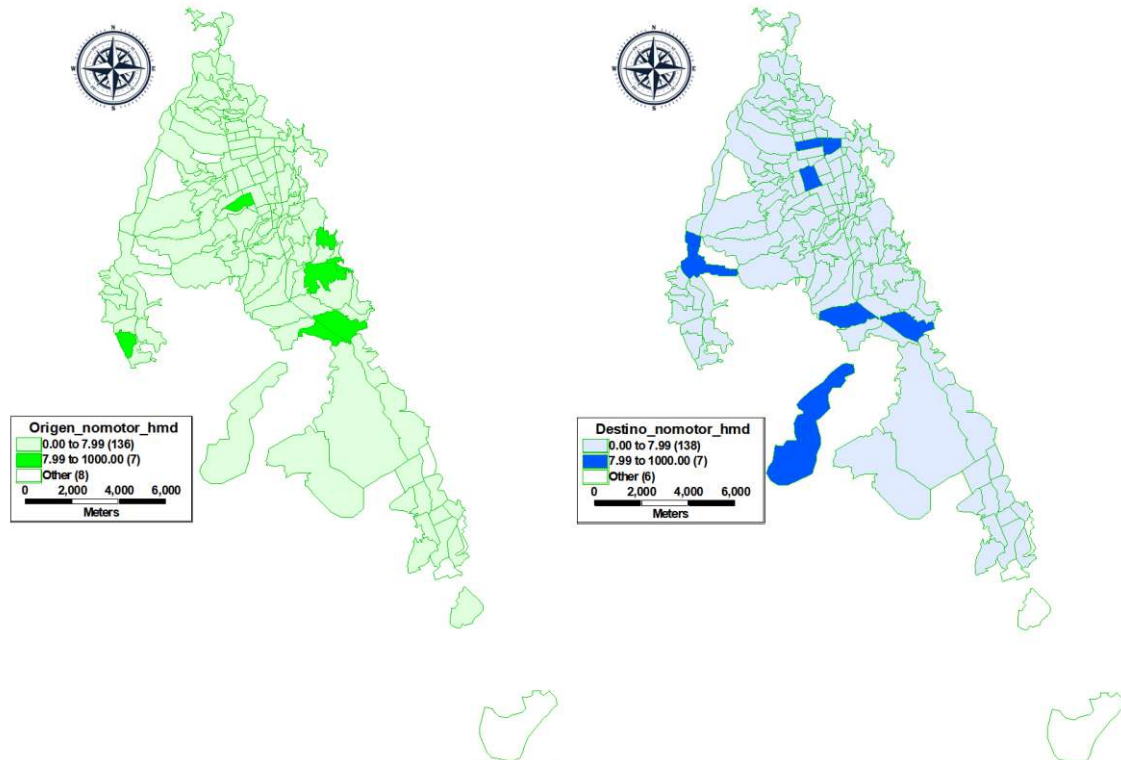 N
W
E
S
Origen_nomotor_hmd
0.00 to 7.99 (136)
7.99 to 1000.00 (7)
Other (8)
0 2,000 4,000 6,000
Meters
N
W
E
S
Destino_nomotor_hmd
0.00 to 7.99 (138)
7.99 to 1000.00 (7)
Other (6)
0 2,000 4,000 6,000
Meters